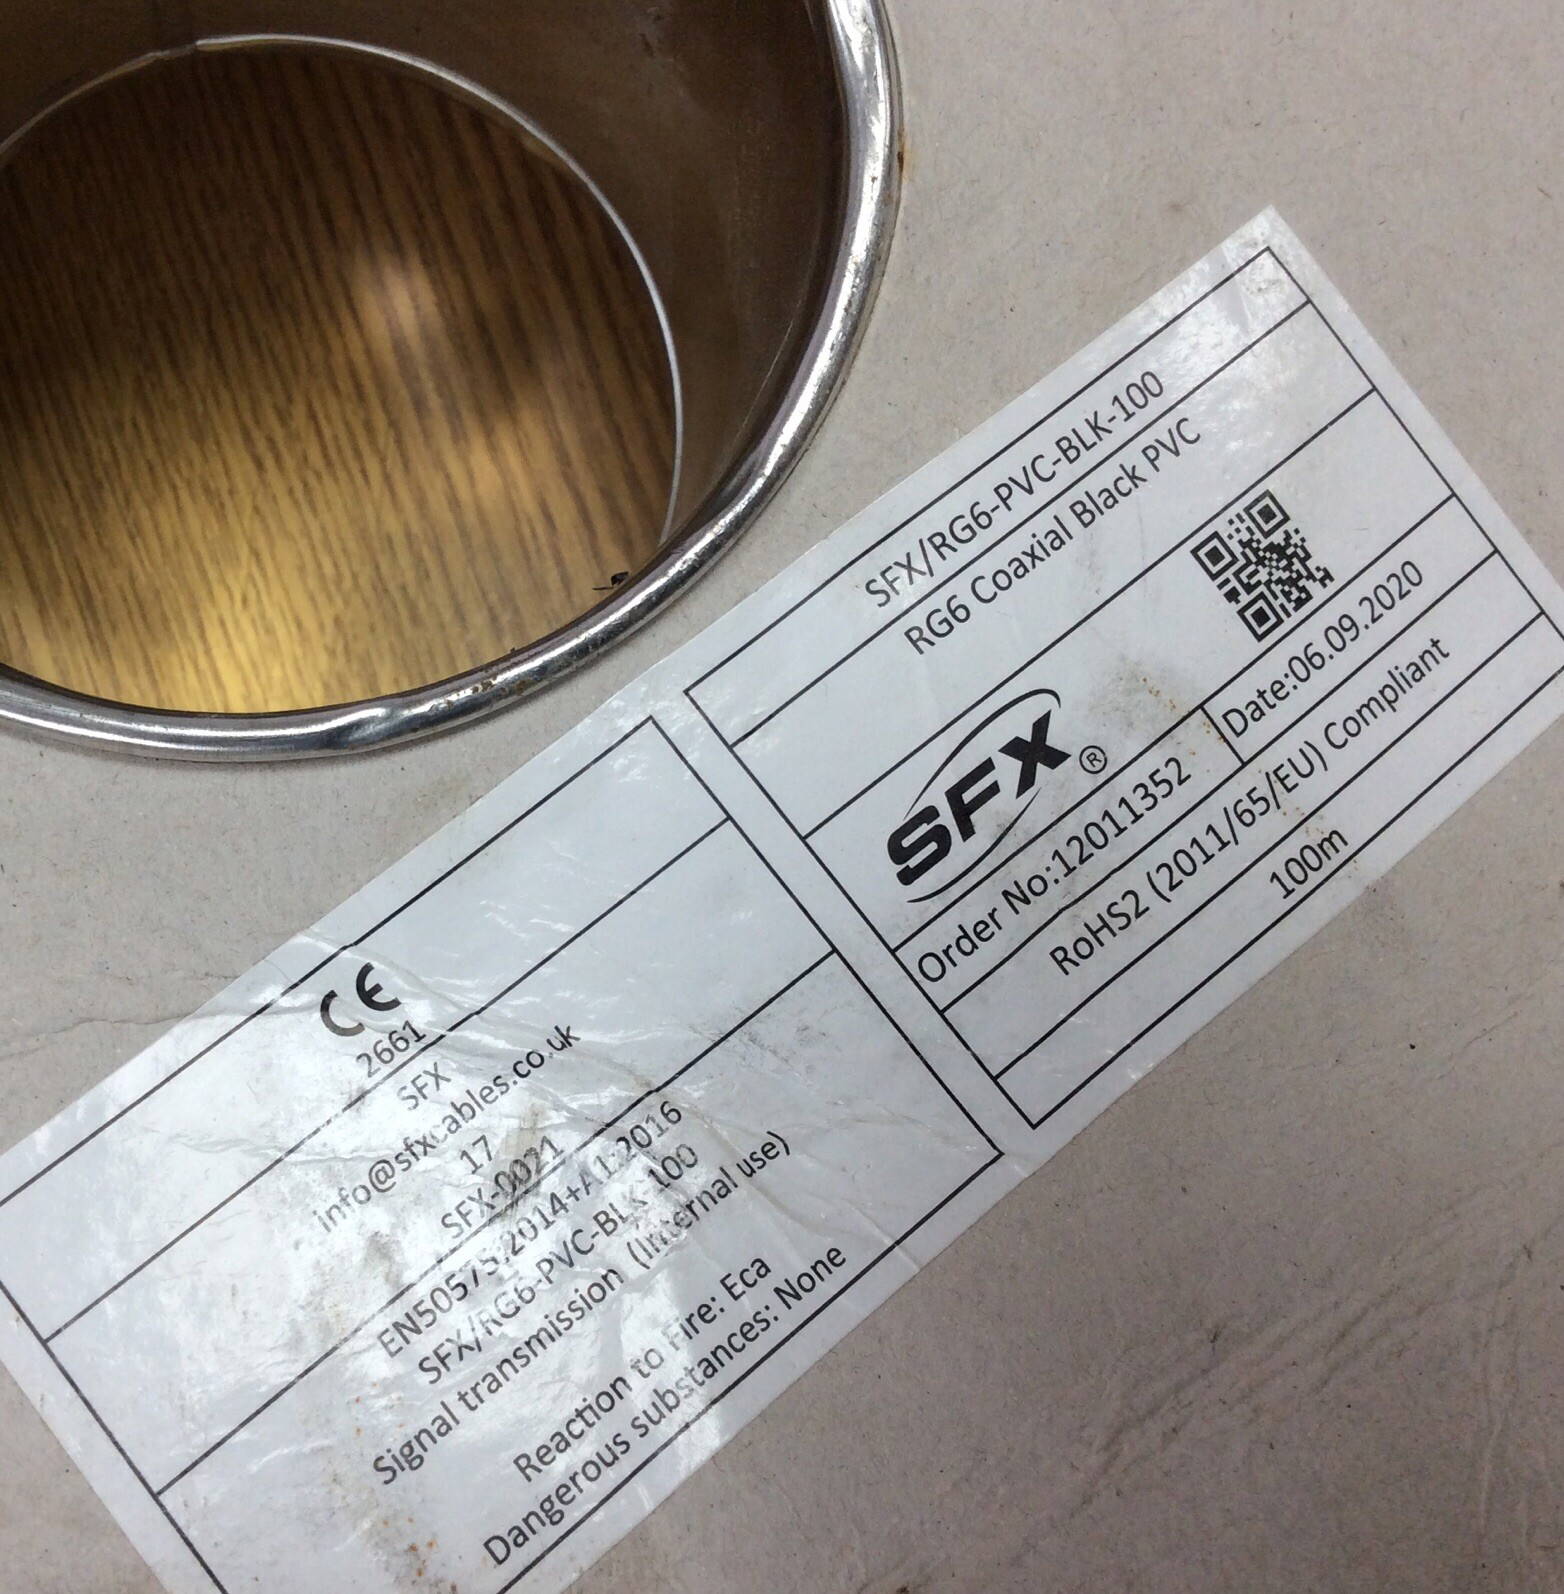 SFX/RG6-PVC-BLK-100
RG6 Coaxial Black PVC
SFX®
Order No:12011352 Date:06.09.2020
RoHS2 (2011/65/EU) Compliant
100m
CE
2661
SFX
info@sfxcables.co.uk
17
SFX-0021
EN50575:2014+A1:2016
SFX/RG6-PVC-BLK-100
Signal transmission (Internal use)
Reaction to Fire: Eca
Dangerous substances: None